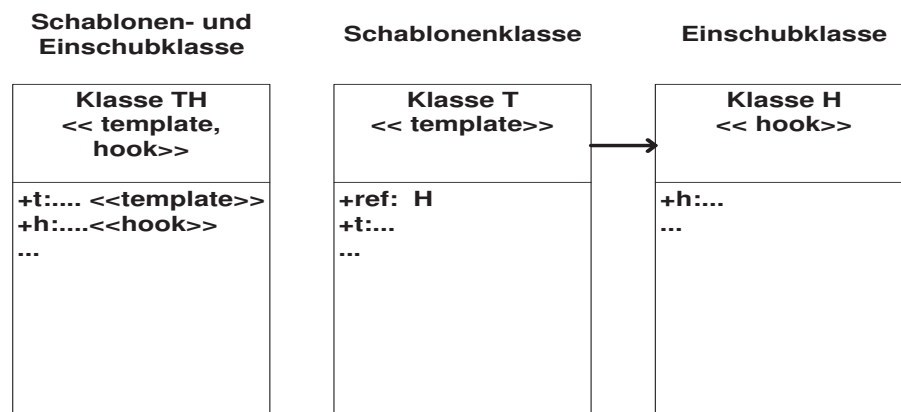 Schablonen- und
Einschubklasse
Schablonenklasse
Einschubklasse
Klasse TH
<< template,
hook>>
+t:.... <<template>>
+h:....<<hook>>
...
Klasse T
<< template>>
+ref: H
+t:...
...
Klasse H
<< hook>>
+h:...
...